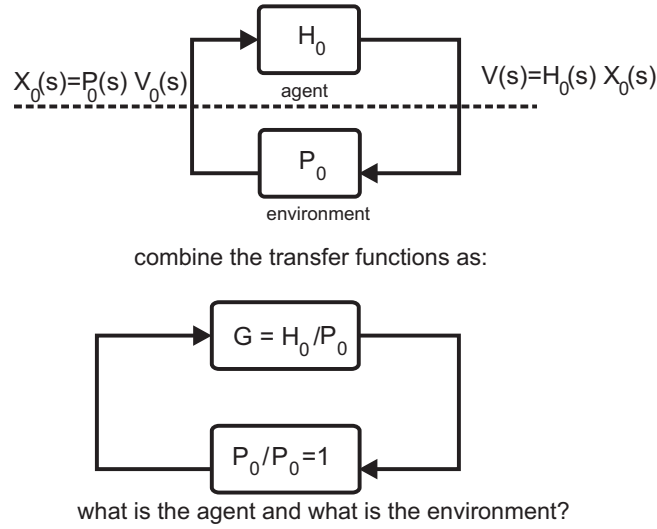 H₀
X₀(s)=P₀(s) V₀(s)
agent
V(s)=H₀(s) X₀(s)
P₀
environment
combine the transfer functions as:
G = H₀/P₀
P₀/P₀=1
what is the agent and what is the environment?